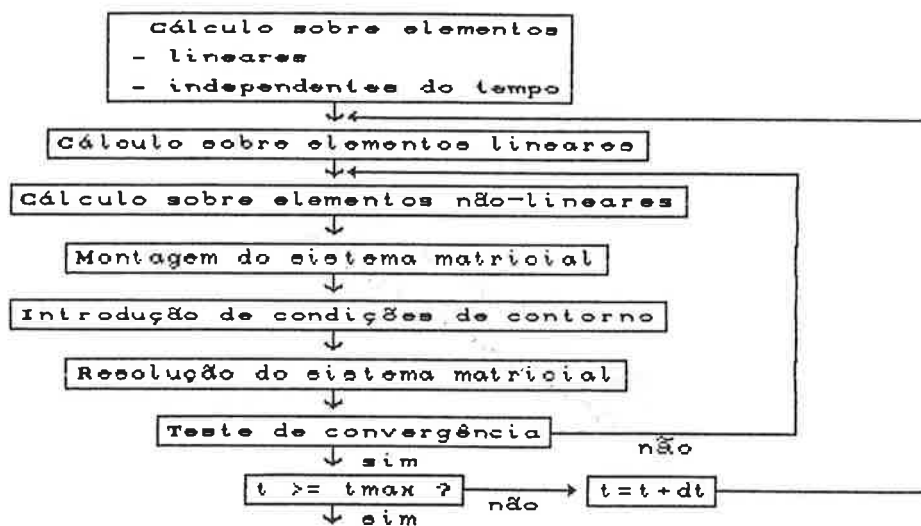 Cálculo sobre elementos
- lineares
- independentes do tempo
Cálculo sobre elementos lineares
Cálculo sobre elementos não-lineares
Montagem do sistema matricial
Introdução de condições de contorno
Resolução do sistema matricial
Teste de convergência
não
sim
t >= tmax ?
não
t=t+dt
sim